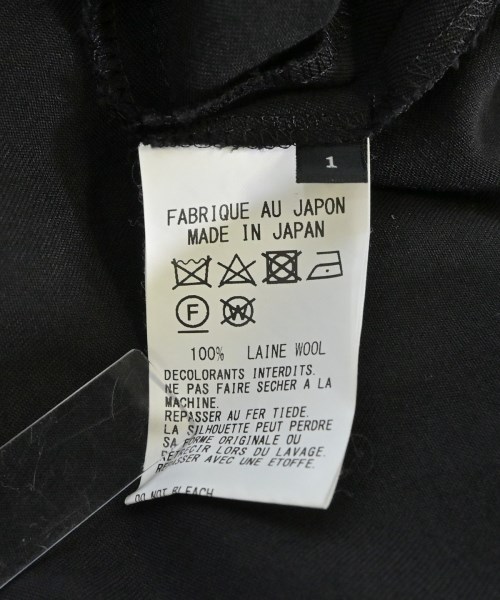 1
FABRIQUE AU JAPON
MADE IN JAPAN
F
W
100% LAINE WOOL
DECOLORANTS INTERDITS.
NE PAS FAIRE SECHER A LA
MACHINE.
REPASSER AU FER TIEDE.
LA SILHOUETTE PEUT PERDRE
SA FORME ORIGINALE OU
RETRECIR LORS DU LAVAGE.
REPASSER AVEC UNE ETOFFE.
DO NOT BLEACH